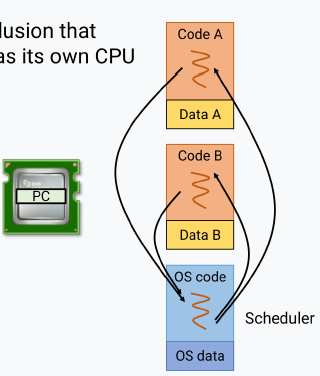 lusion that
as its own CPU
Code A
Data A
Code B
Data B
PC
OS code
Scheduler
OS data